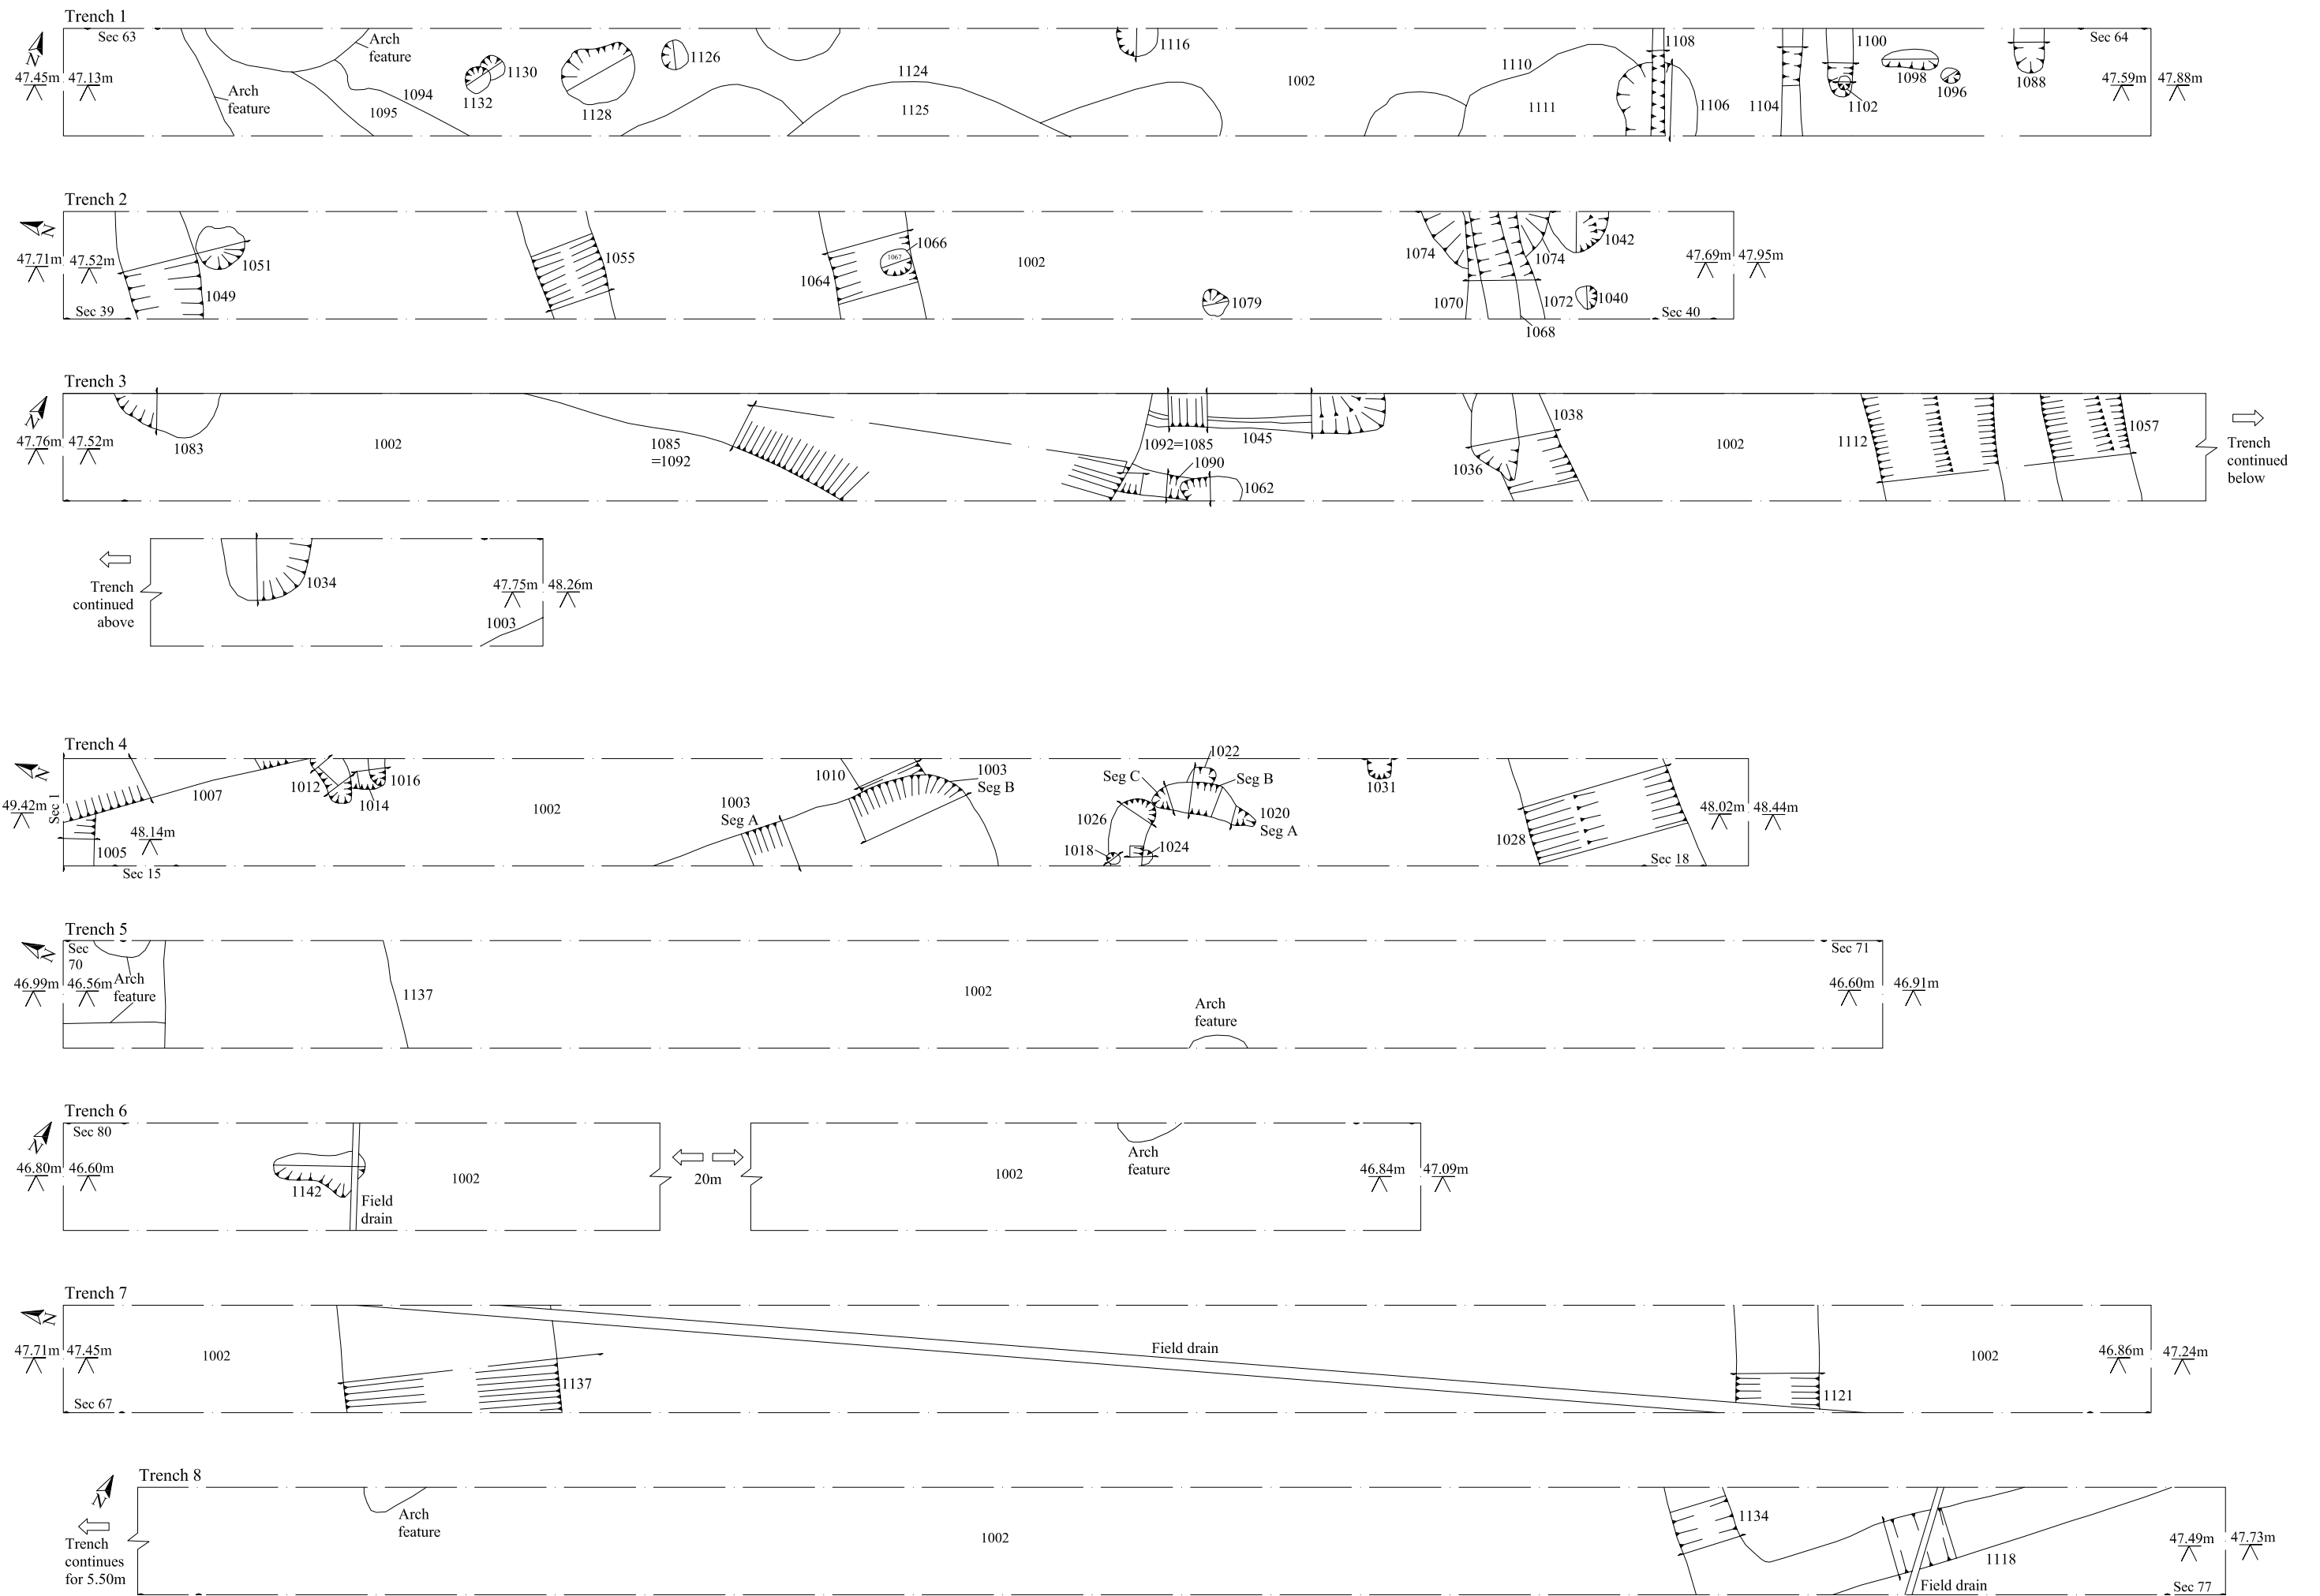 Trench 1
Sec 63
Arch
feature
1116
1108
1100
Sec 64
N
1130
1126
1124
1110
1002
47.45m
47.13m
1098
1088
47.59m
47.88m
Arch
feature
1094
1095
1132
1128
1125
1111
1106
1104
1102
1096
Trench 2
N
1042
1066
1067
1055
1051
1074
1074
47.71m
47.52m
1002
47.69m
47.95m
1064
1049
1079
1070
1072
1040
Sec 39
Sec 40
1068
Trench 3
N
1038
1083
1002
1085
=1092
1092=1085
1045
1002
1112
1057
47.76m
47.52m
1036
1090
1062
Trench
continued
below
1034
47.75m
48.26m
Trench
continued
above
1003
Trench 4
N
1022
1010
1003
Seg B
Seg C
Seg B
1012
1016
1014
1031
1007
1002
1003
Seg A
49.42m
Sec 1
48.14m
1026
1020
Seg A
48.02m
48.44m
1028
1005
1018
1024
Sec 15
Sec 18
Trench 5
N
Sec
70
Sec 71
46.99m
46.56m
Arch
feature
1137
1002
Arch
feature
46.60m
46.91m
Trench 6
N
Sec 80
46.80m
46.60m
1142
Field
drain
1002
20m
1002
Arch
feature
46.84m
47.09m
Trench 7
N
47.71m
47.45m
1002
Field drain
1002
46.86m
47.24m
1137
1121
Sec 67
Trench 8
N
Arch
feature
1134
1002
Trench
continues
for 5.50m
1118
47.49m
47.73m
Field drain
Sec 77